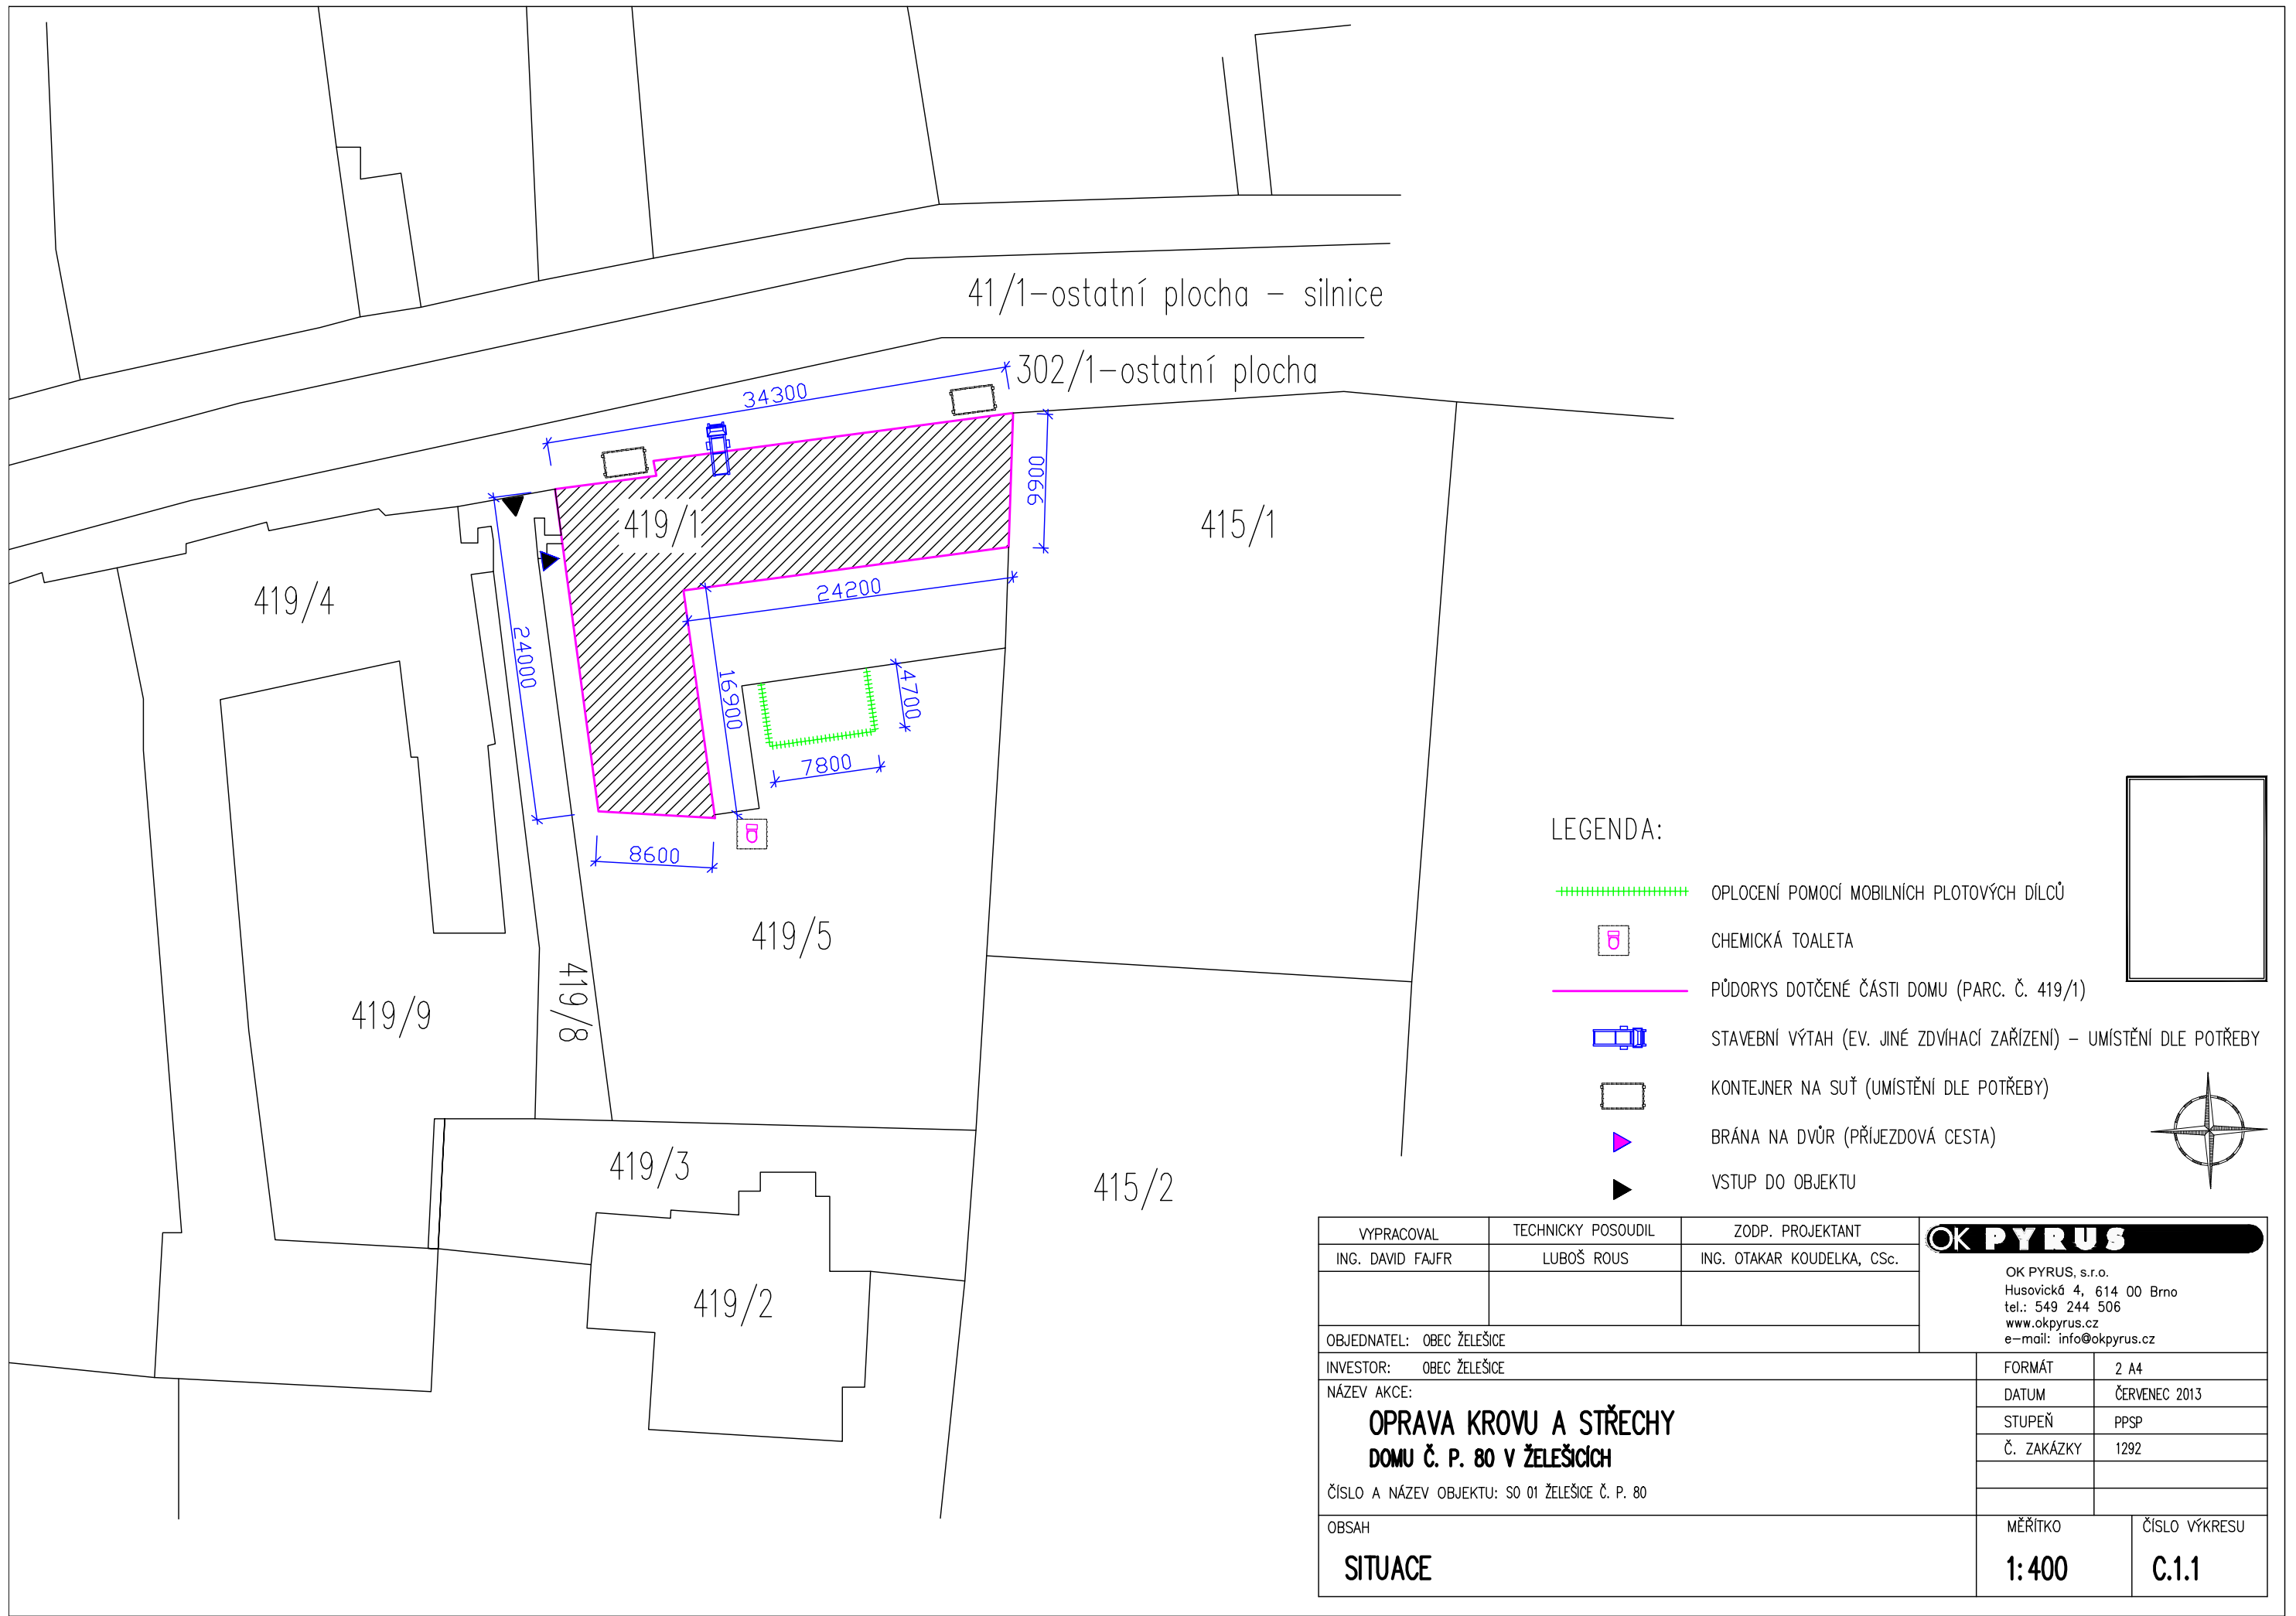 41/1-ostatní plocha - silnice
302/1-ostatní plocha
34300
9900
419/1
415/1
24200
419/4
24000
16900
4700
7800
8600
419/5
419/8
419/9
419/3
415/2
419/2
LEGENDA:
OPLOCENÍ POMOCÍ MOBILNÍCH PLOTOVÝCH DÍLCŮ
CHEMICKÁ TOALETA
PŮDORYS DOTČENÉ ČÁSTI DOMU (PARC. Č. 419/1)
STAVEBNÍ VÝTAH (EV. JINÉ ZDVÍHACÍ ZAŘÍZENÍ) - UMÍSTĚNÍ DLE POTŘEBY
KONTEJNER NA SUŤ (UMÍSTĚNÍ DLE POTŘEBY)
BRÁNA NA DVŮR (PŘÍJEZDOVÁ CESTA)
VSTUP DO OBJEKTU
VYPRACOVAL TECHNICKY POSOUDIL ZODP. PROJEKTANT
ING. DAVID FAJFR LUBOŠ ROUS ING. OTAKAR KOUDELKA, CSc.
OK PYRUS
OK PYRUS, s.r.o.
Husovická 4, 614 00 Brno
tel.: 549 244 506
www.okpyrus.cz
e-mail: info@okpyrus.cz
OBJEDNATEL: OBEC ŽELEŠICE
INVESTOR: OBEC ŽELEŠICE
FORMÁT 2 A4
DATUM ČERVENEC 2013
STUPEŇ PPSP
Č. ZAKÁZKY 1292
NÁZEV AKCE:
OPRAVA KROVU A STŘECHY
DOMU Č. P. 80 V ŽELEŠICÍCH
ČÍSLO A NÁZEV OBJEKTU: SO 01 ŽELEŠICE Č. P. 80
OBSAH
SITUACE
MĚŘÍTKO
1:400
ČÍSLO VÝKRESU
C.1.1